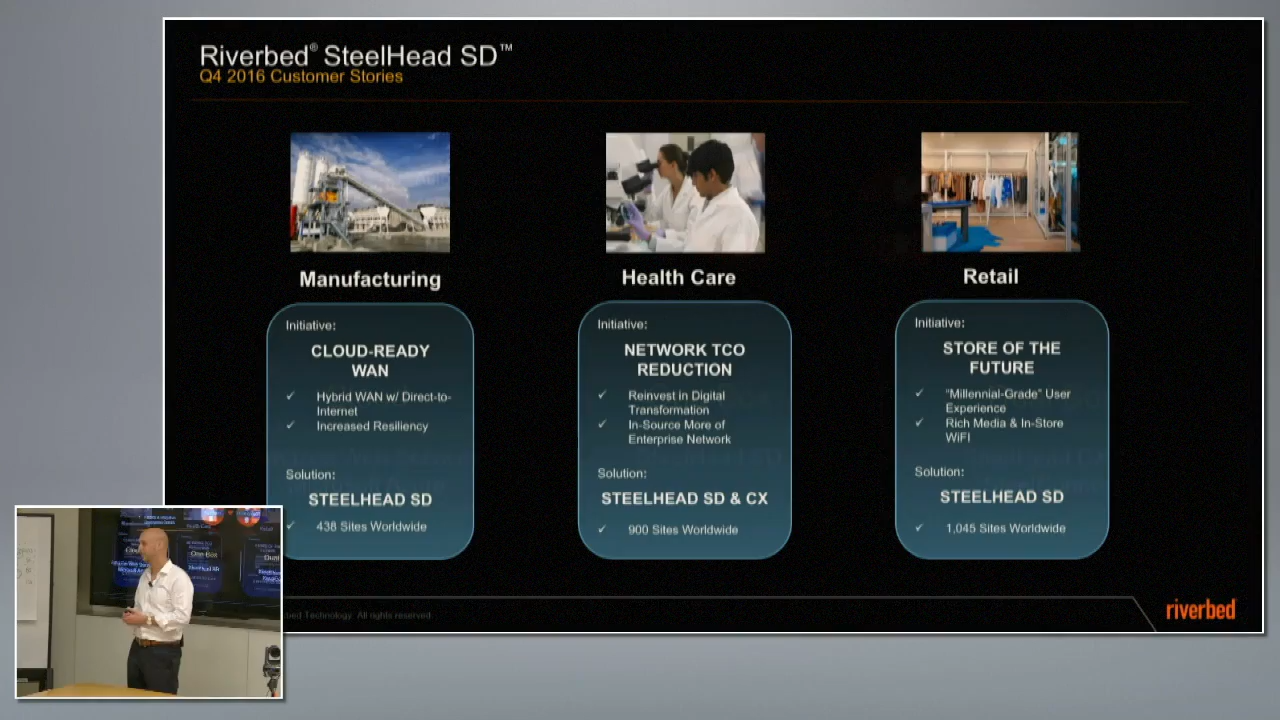 Riverbed® SteelHead SD™
Q4 2016 Customer Stories
Manufacturing
Initiative:
CLOUD-READY
WAN
✓ Hybrid WAN w/ Direct-to-
Internet
✓ Increased Resiliency
Solution:
STEELHEAD SD
✓ 438 Sites Worldwide
Health Care
Initiative:
NETWORK TCO
REDUCTION
✓ Reinvest in Digital
Transformation
✓ In-Source More of
Enterprise Network
Solution:
STEELHEAD SD & CX
✓ 900 Sites Worldwide
Retail
Initiative:
STORE OF THE
FUTURE
✓ "Millennial-Grade" User
Experience
✓ Rich Media & In-Store
WiFI
Solution:
STEELHEAD SD
✓ 1,045 Sites Worldwide
Technology. All rights reserved.
riverbed